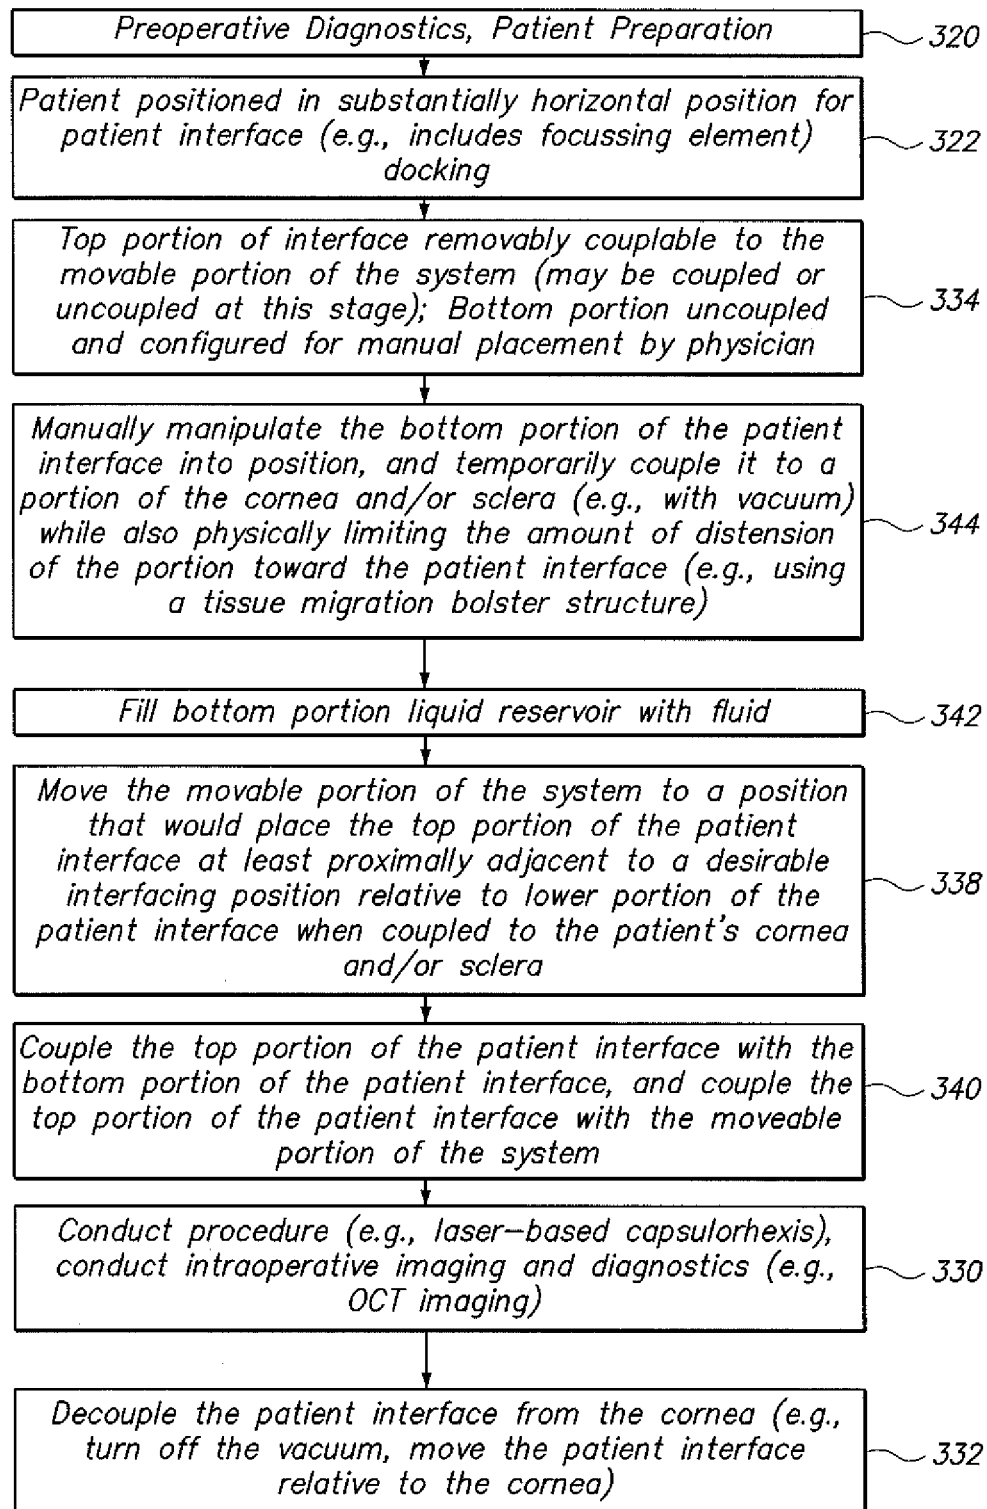 Preoperative Diagnostics, Patient Preparation
320
Patient positioned in substantially horizontal position for
patient interface (e.g., includes focussing element)
docking
322
Top portion of interface removably couplable to the
movable portion of the system (may be coupled or
uncoupled at this stage); Bottom portion uncoupled
and configured for manual placement by physician
334
Manually manipulate the bottom portion of the patient
interface into position, and temporarily couple it to a
portion of the cornea and/or sclera (e.g., with vacuum)
while also physically limiting the amount of distension
of the portion toward the patient interface (e.g., using
a tissue migration bolster structure)
344
Fill bottom portion liquid reservoir with fluid
342
Move the movable portion of the system to a position
that would place the top portion of the patient
interface at least proximally adjacent to a desirable
interfacing position relative to lower portion of the
patient interface when coupled to the patient's cornea
and/or sclera
338
Couple the top portion of the patient interface with the
bottom portion of the patient interface, and couple the
top portion of the patient interface with the moveable
portion of the system
340
Conduct procedure (e.g., laser-based capsulorhexis),
conduct intraoperative imaging and diagnostics (e.g.,
OCT imaging)
330
Decouple the patient interface from the cornea (e.g.,
turn off the vacuum, move the patient interface
relative to the cornea)
332